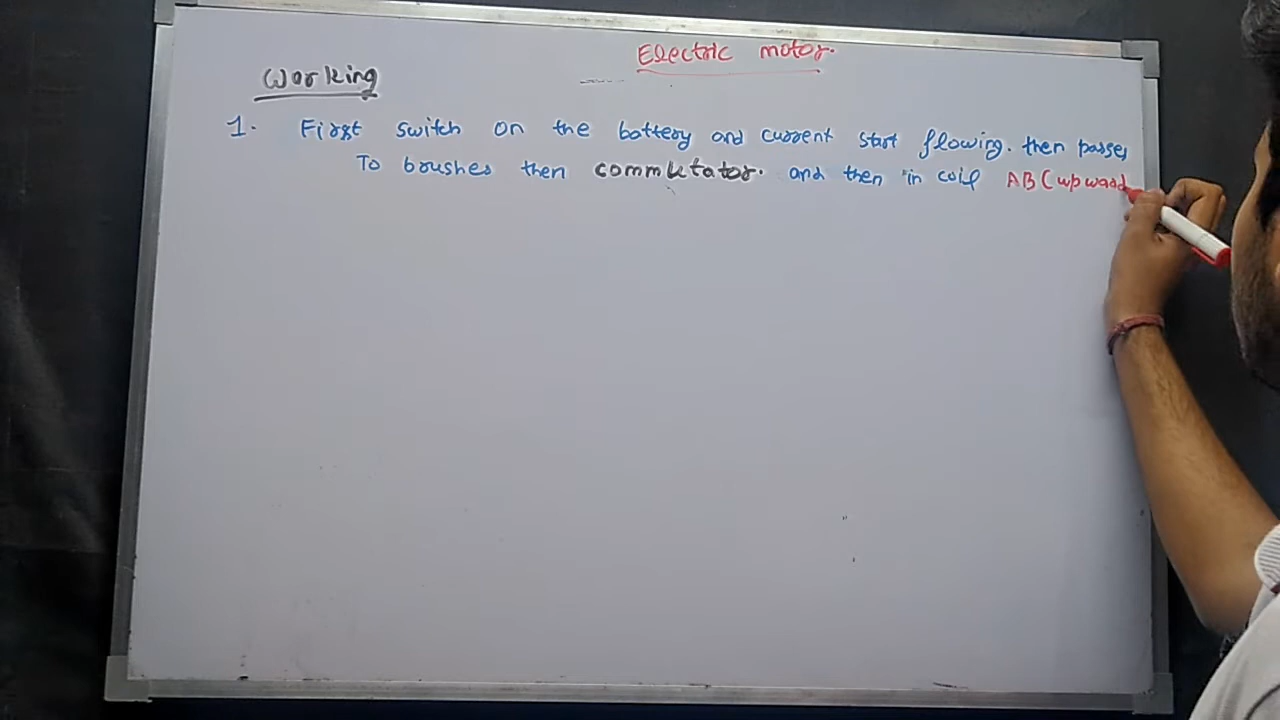 Electric motor.
Working
1. First switch on the battery and current start flowing. then passes
To brushes then commutator. and then in coil AB (upward